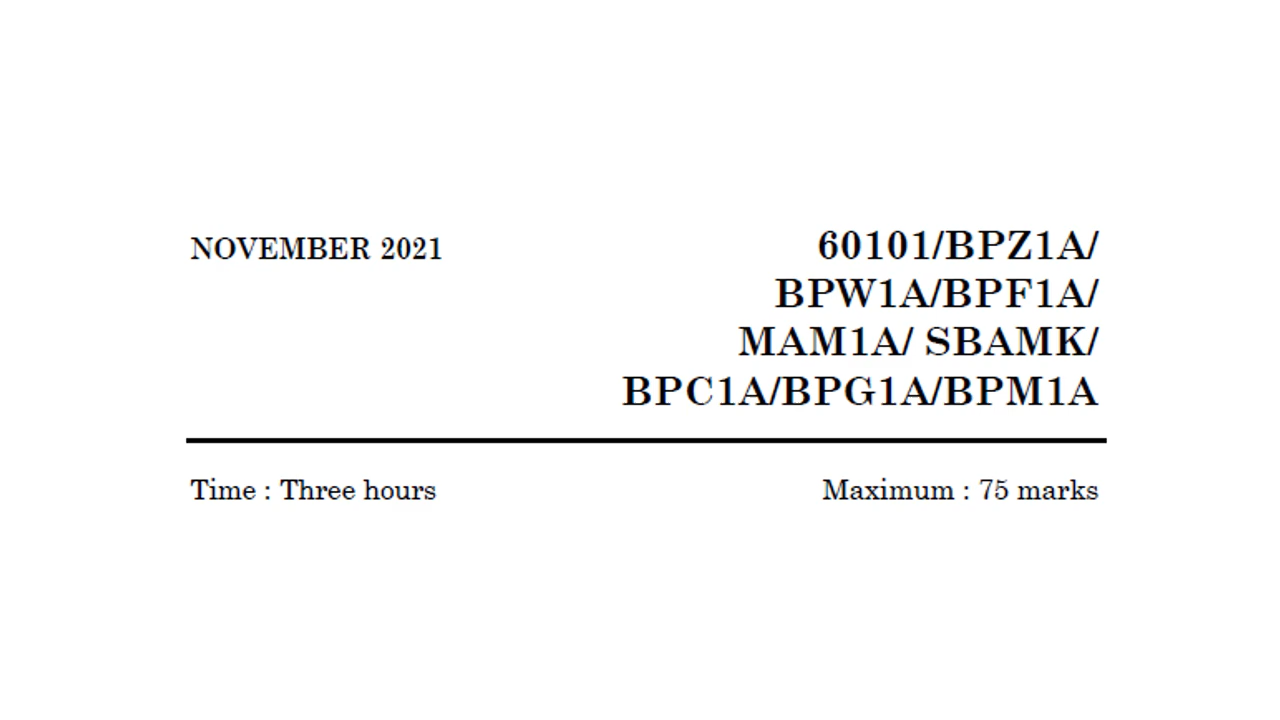 NOVEMBER 2021
60101/BPZ1A/
BPW1A/BPF1A/
MAM1A/ SBAMK/
BPC1A/BPG1A/BPM1A
Time : Three hours
Maximum : 75 marks